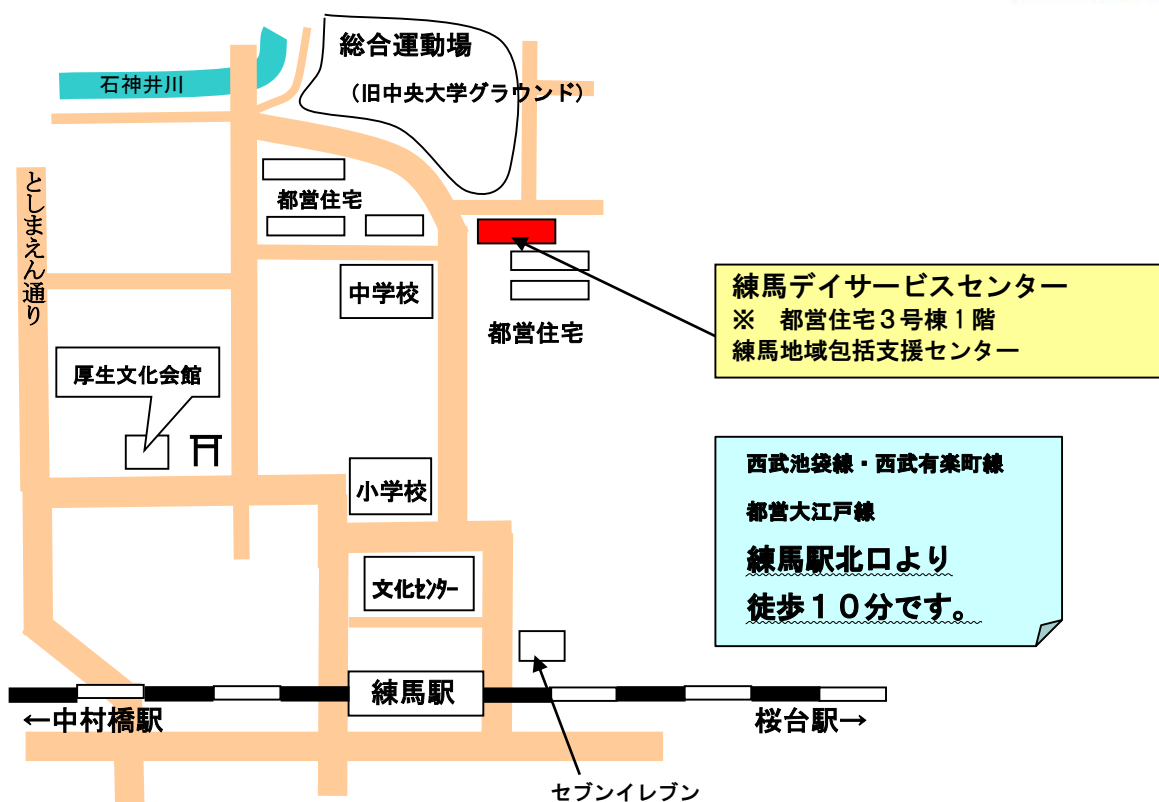 総合運動場
（旧中央大学グラウンド）
石神井川
都営住宅
としまえん通り
中学校
都営住宅
練馬デイサービスセンター
※　都営住宅３号棟１階
練馬地域包括支援センター
厚生文化会館
小学校
西武池袋線・西武有楽町線
都営大江戸線
練馬駅北口より
徒歩１０分です。
文化ｾﾝﾀｰ
練馬駅
←中村橋駅
桜台駅→
セブンイレブン